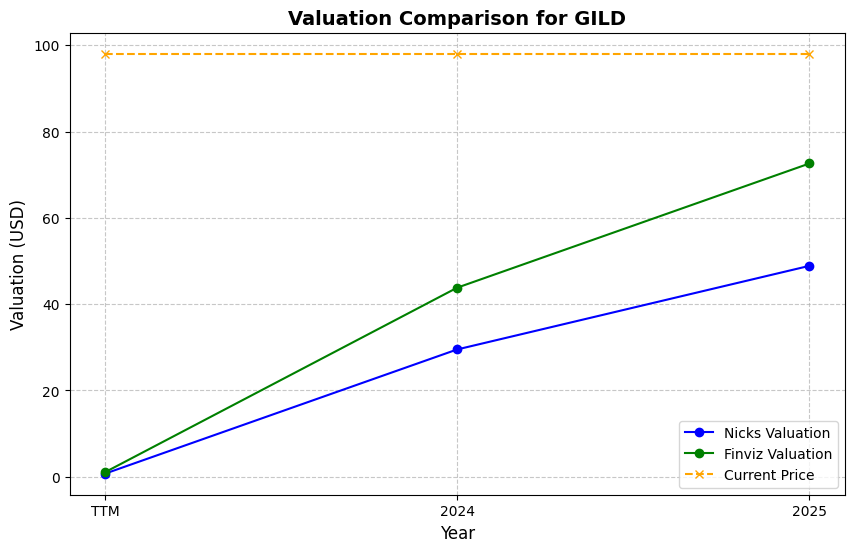 Valuation Comparison for GILD
Valuation (USD)
100
80
60
40
20
0
TTM
2024
2025
Year
Nicks Valuation
Finviz Valuation
Current Price